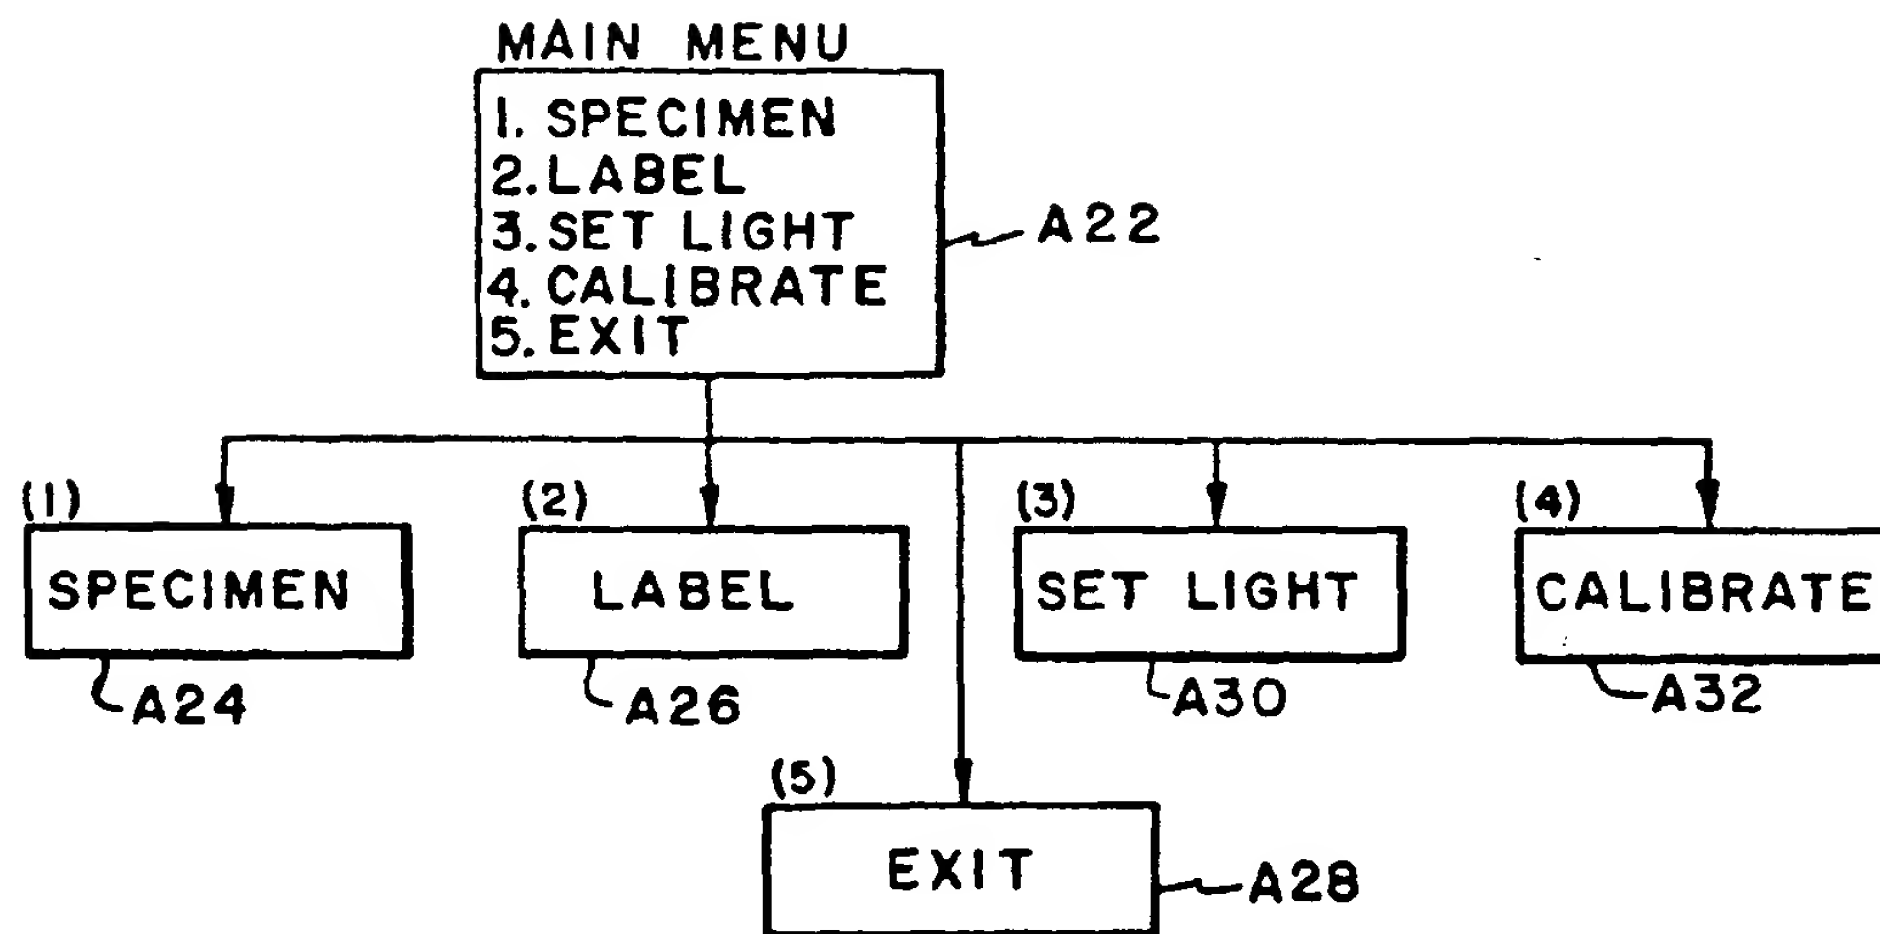 MAIN MENU
1. SPECIMEN
2. LABEL
3. SET LIGHT
4. CALIBRATE
5. EXIT
A22
(1)
SPECIMEN
A24
(2)
LABEL
A26
(3)
SET LIGHT
A30
(4)
CALIBRATE
A32
(5)
EXIT
A28